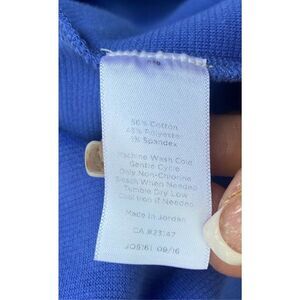 56% Cotton
43% Polyester
1% Spandex
Machine Wash Cold
Gentle Cycle
Only Non-Chlorine
Bleach When Needed
Tumble Dry Low
Cool Iron if Needed
Made in Jordan
CA #23147
09/16